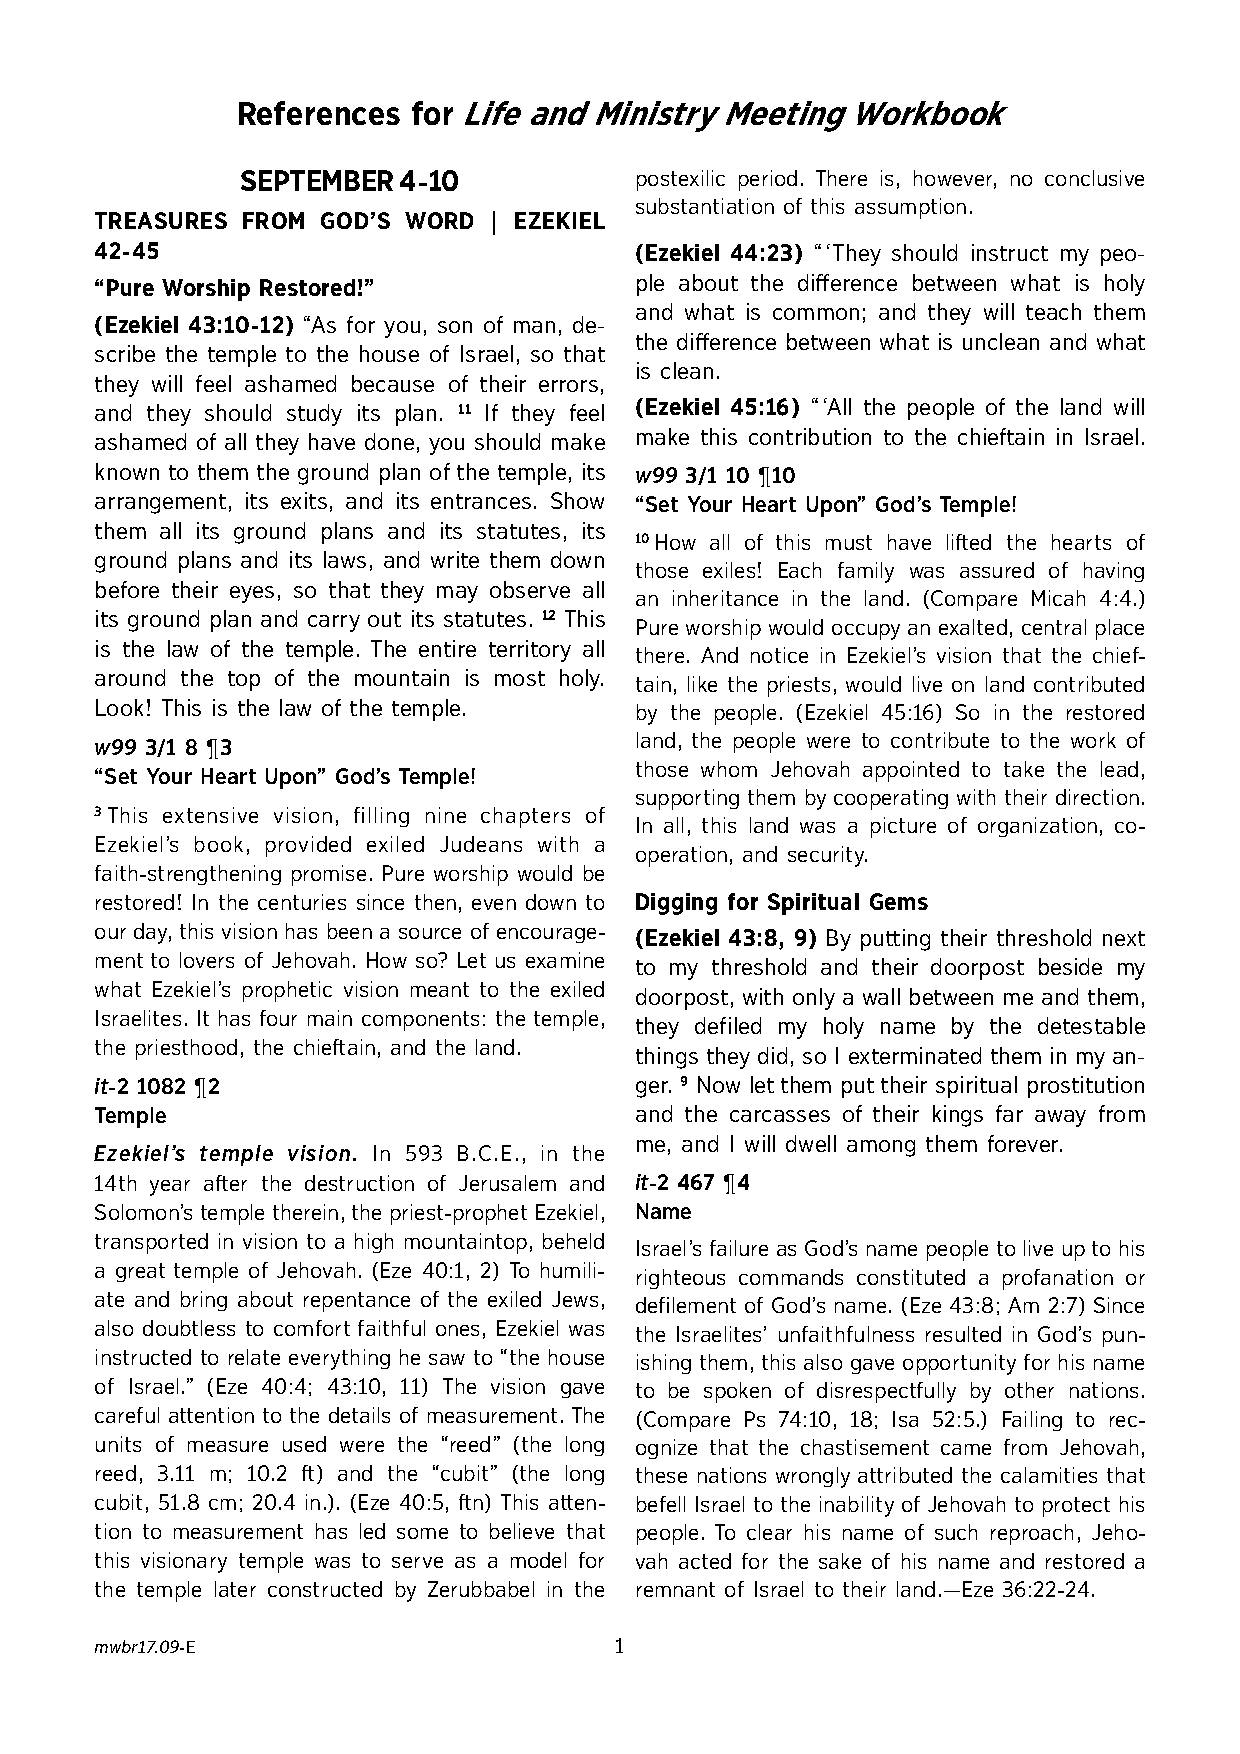 References for Life and Ministry Meeting Workbook
SEPTEMBER 4-10
TREASURES FROM GOD’S WORD | EZEKIEL
42-45
“Pure Worship Restored!”
(Ezekiel 43:10-12) “As for you, son of man, de-
scribe the temple to the house of Israel, so that
they will feel ashamed because of their errors,
and they should study its plan. 11 If they feel
ashamed of all they have done, you should make
known to them the ground plan of the temple, its
arrangement, its exits, and its entrances. Show
them all its ground plans and its statutes, its
ground plans and its laws, and write them down
before their eyes, so that they may observe all
its ground plan and carry out its statutes. 12 This
is the law of the temple. The entire territory all
around the top of the mountain is most holy.
Look! This is the law of the temple.
w99 3/1 8 ¶3
“Set Your Heart Upon” God’s Temple!
3 This extensive vision, filling nine chapters of
Ezekiel’s book, provided exiled Judeans with a
faith-strengthening promise. Pure worship would be
restored! In the centuries since then, even down to
our day, this vision has been a source of encourage-
ment to lovers of Jehovah. How so? Let us examine
what Ezekiel’s prophetic vision meant to the exiled
Israelites. It has four main components: the temple,
the priesthood, the chieftain, and the land.
it-2 1082 ¶2
Temple
Ezekiel’s temple vision. In 593 B.C.E., in the
14th year after the destruction of Jerusalem and
Solomon’s temple therein, the priest-prophet Ezekiel,
transported in vision to a high mountaintop, beheld
a great temple of Jehovah. (Eze 40:1, 2) To humili-
ate and bring about repentance of the exiled Jews,
also doubtless to comfort faithful ones, Ezekiel was
instructed to relate everything he saw to “the house
of Israel.” (Eze 40:4; 43:10, 11) The vision gave
careful attention to the details of measurement. The
units of measure used were the “reed” (the long
reed, 3.11 m; 10.2 ft) and the “cubit” (the long
cubit, 51.8 cm; 20.4 in.). (Eze 40:5, ftn) This atten-
tion to measurement has led some to believe that
this visionary temple was to serve as a model for
the temple later constructed by Zerubbabel in the
postexilic period. There is, however, no conclusive
substantiation of this assumption.
(Ezekiel 44:23) “‘They should instruct my peo-
ple about the difference between what is holy
and what is common; and they will teach them
the difference between what is unclean and what
is clean.
(Ezekiel 45:16) “‘All the people of the land will
make this contribution to the chieftain in Israel.
w99 3/1 10 ¶10
“Set Your Heart Upon” God’s Temple!
10 How all of this must have lifted the hearts of
those exiles! Each family was assured of having
an inheritance in the land. (Compare Micah 4:4.)
Pure worship would occupy an exalted, central place
there. And notice in Ezekiel’s vision that the chief-
tain, like the priests, would live on land contributed
by the people. (Ezekiel 45:16) So in the restored
land, the people were to contribute to the work of
those whom Jehovah appointed to take the lead,
supporting them by cooperating with their direction.
In all, this land was a picture of organization, co-
operation, and security.
Digging for Spiritual Gems
(Ezekiel 43:8, 9) By putting their threshold next
to my threshold and their doorpost beside my
doorpost, with only a wall between me and them,
they defiled my holy name by the detestable
things they did, so I exterminated them in my an-
ger. 9 Now let them put their spiritual prostitution
and the carcasses of their kings far away from
me, and I will dwell among them forever.
it-2 467 ¶4
Name
Israel’s failure as God’s name people to live up to his
righteous commands constituted a profanation or
defilement of God’s name. (Eze 43:8; Am 2:7) Since
the Israelites’ unfaithfulness resulted in God’s pun-
ishing them, this also gave opportunity for his name
to be spoken of disrespectfully by other nations.
(Compare Ps 74:10, 18; Isa 52:5.) Failing to rec-
ognize that the chastisement came from Jehovah,
these nations wrongly attributed the calamities that
befell Israel to the inability of Jehovah to protect his
people. To clear his name of such reproach, Jeho-
vah acted for the sake of his name and restored a
remnant of Israel to their land.—Eze 36:22-24.
mwbr17.09-E
1